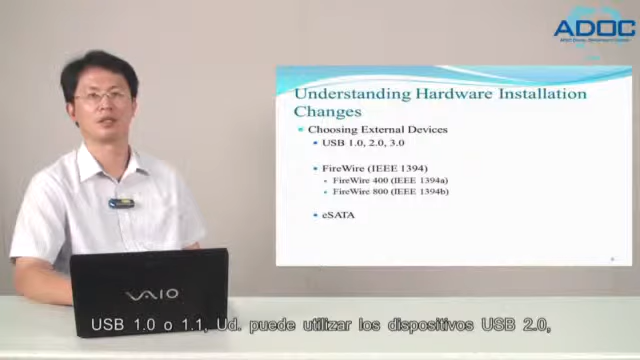 ADOC
Understanding Hardware Installation
Changes
Choosing External Devices
USB 1.0, 2.0, 3.0
FireWire (IEEE 1394)
FireWire 400 (IEEE 1394a)
FireWire 800 (IEEE 1394b)
eSATA
VAIO
USB 1.0 o 1.1, Ud. puede utilizar los dispositivos USB 2.0,